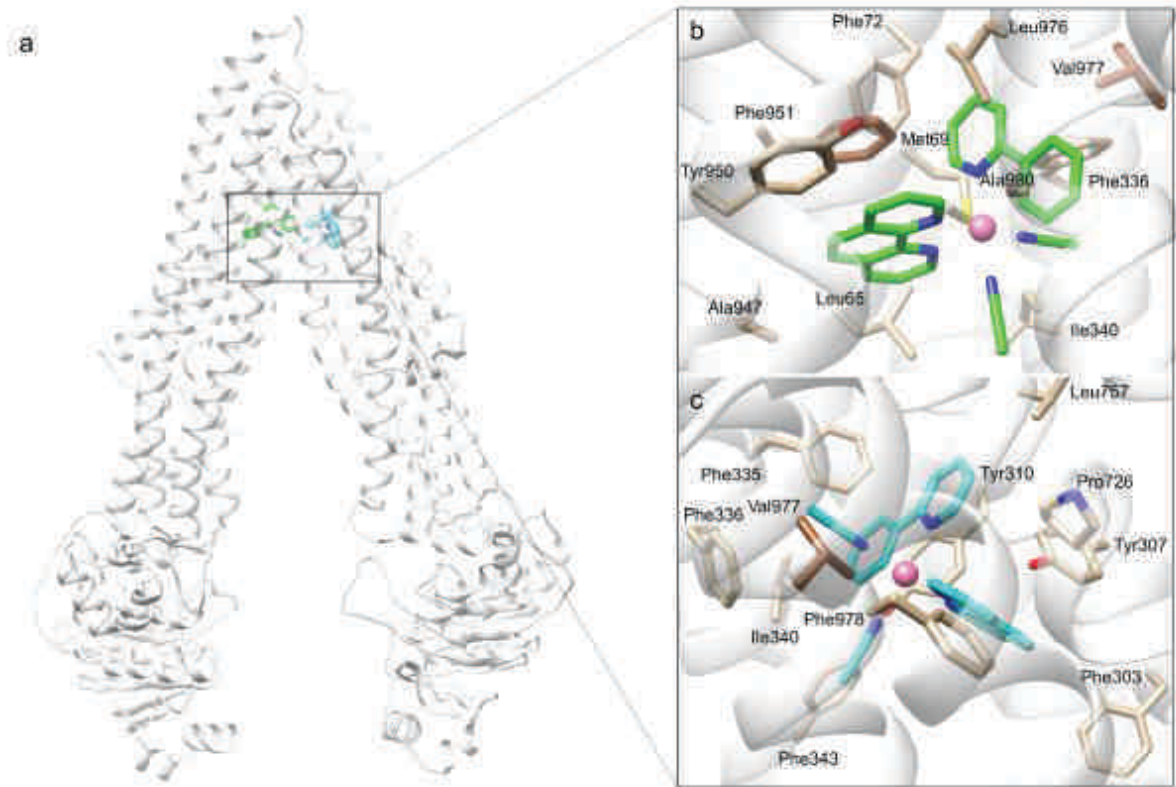 a
b
Phe72
Leu976
Val977
Phe951
Met69
Tyr950
Ala980
Phe336
Leu65
Ala947
Ile340
c
Leu757
Phe335
Tyr310
Pro726
Phe336
Val977
Tyr307
Phe978
Ile340
Phe303
Phe343